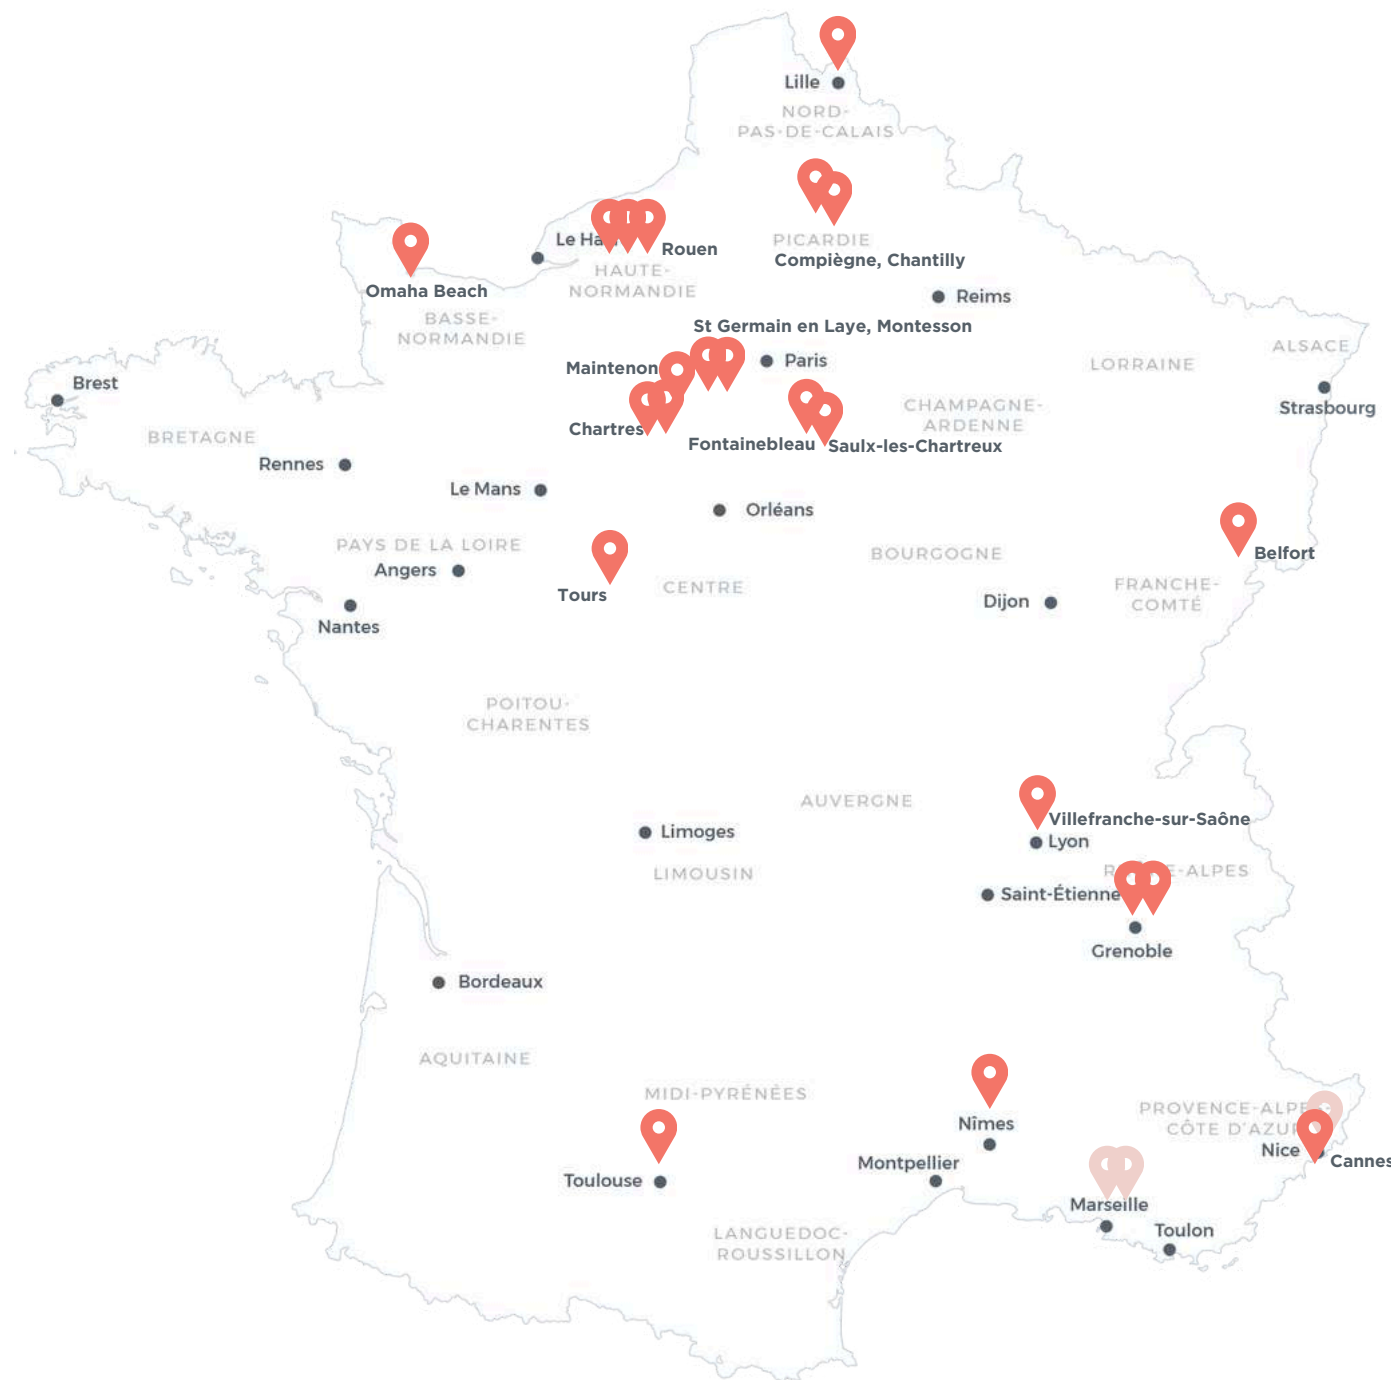 Lille
NORD-
PAS-DE-CALAIS
PICARDIE
Compiègne, Chantilly
Rouen
HAUTE-
NORMANDIE
Omaha Beach
BASSE-
NORMANDIE
Reims
St Germain en Laye, Montesson
Paris
Maintenon
Chartres
Fontainebleau
Saulx-les-Chartreux
CHAMPAGNE-
ARDENNE
LORRAINE
ALSACE
Strasbourg
Brest
BRETAGNE
Rennes
Le Mans
Orléans
PAYS DE LA LOIRE
Angers
Nantes
Tours
CENTRE
BOURGOGNE
Dijon
Belfort
FRANCHE-
COMTÉ
POITOU-
CHARENTES
AUVERGNE
Limoges
LIMOUSIN
Villefranche-sur-Saône
Lyon
Saint-Étienne
Grenoble
Bordeaux
AQUITAINE
MIDI-PYRÉNÉES
Toulouse
Nîmes
Montpellier
LANGUEDOC-
ROUSSILLON
CÔTE D'AZUR
Nice
Cannes
Marseille
Toulon